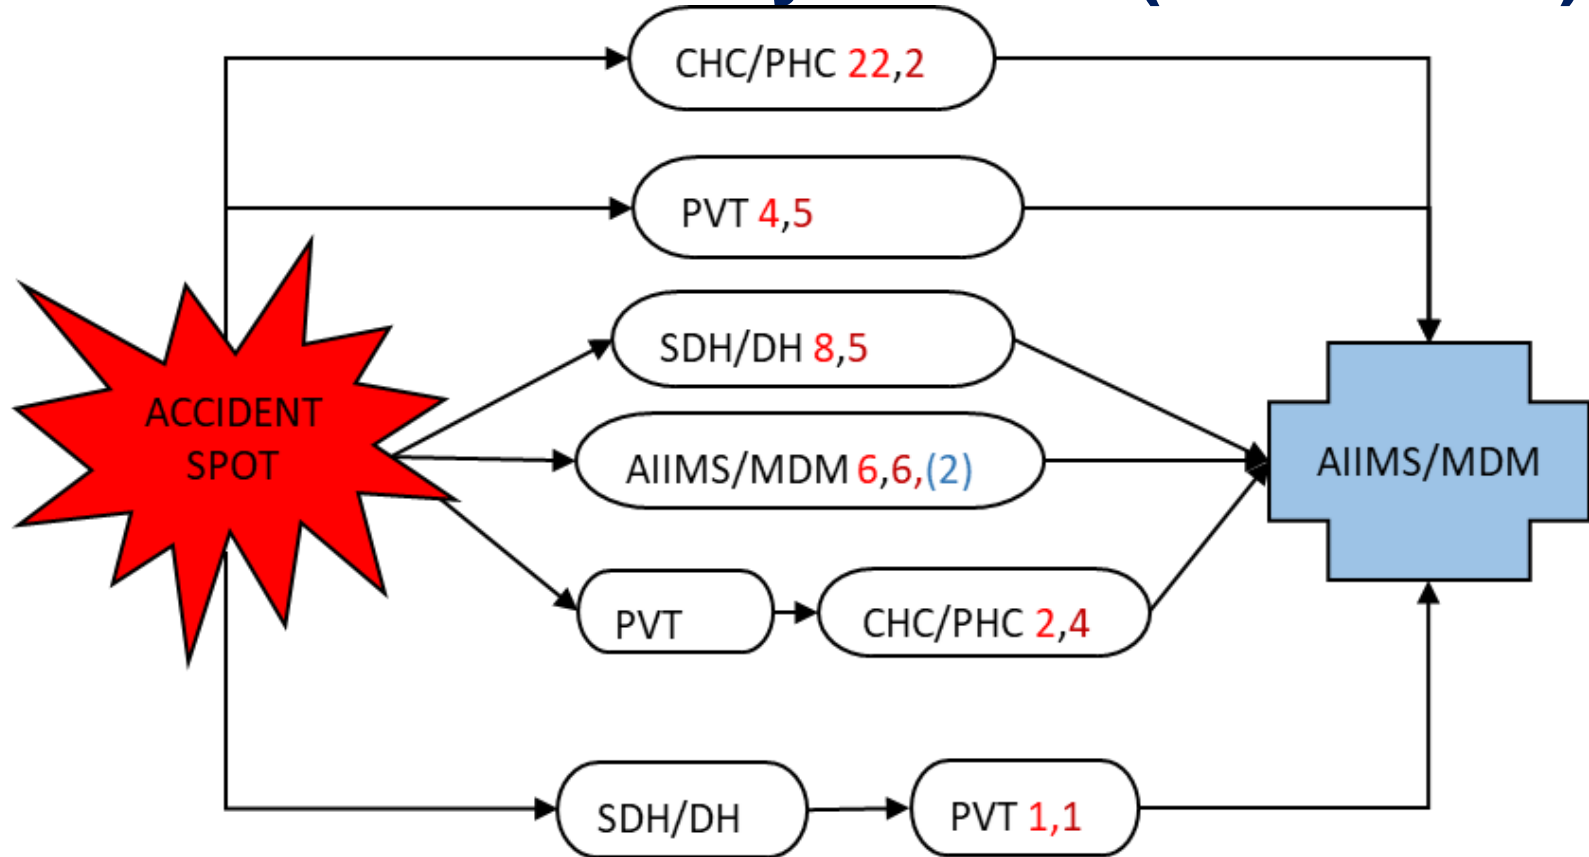 CHC/PHC 22,2
PVT 4,5
SDH/DH 8,5
ACCIDENT
SPOT
AIIMS/MDM 6,6,(2)
AIIMS/MDM
PVT
CHC/PHC 2,4
SDH/DH
PVT 1,1